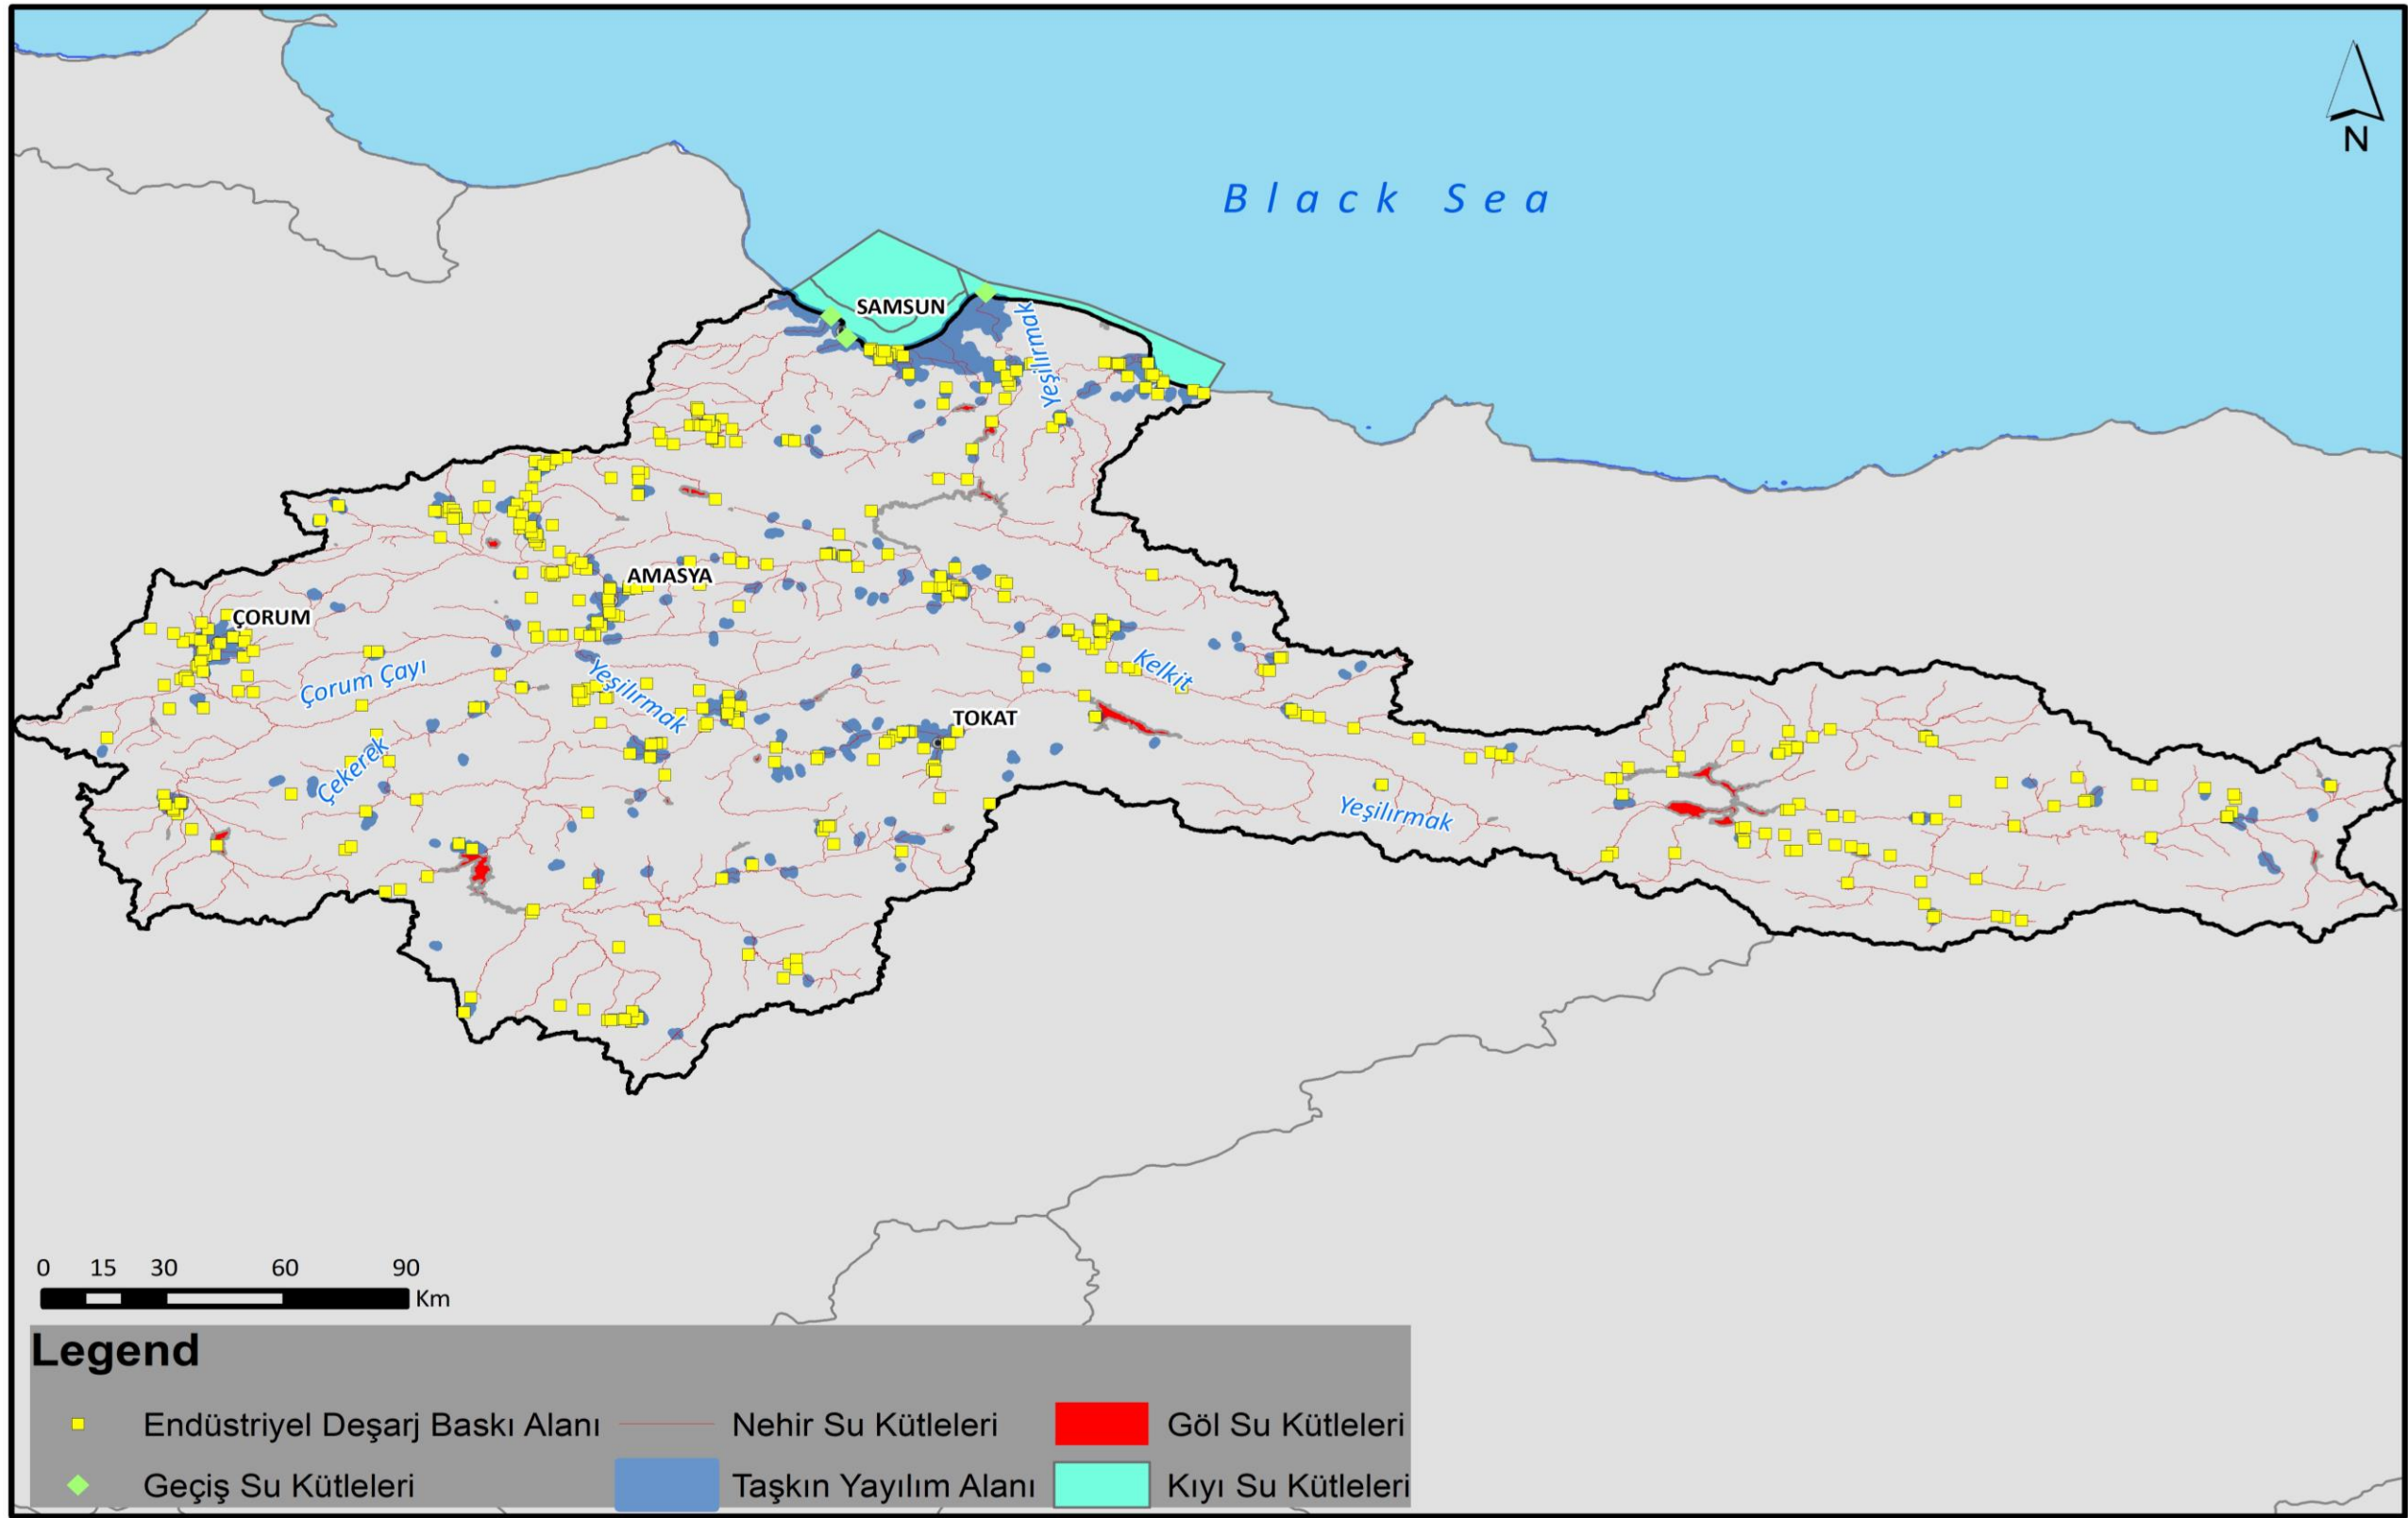 N
Black Sea
SAMSUN
Yeşilırmak
AMASYA
ÇORUM
Çorum Çayı
Yeşilırmak
Kelkit
TOKAT
Çekerek
Yeşilırmak
0 15 30 60 90
Km
Legend
Endüstriyel Deşarj Baskı Alanı
Nehir Su Kütleleri
Göl Su Kütleleri
Geçiş Su Kütleleri
Taşkın Yayılım Alanı
Kıyı Su Kütleleri